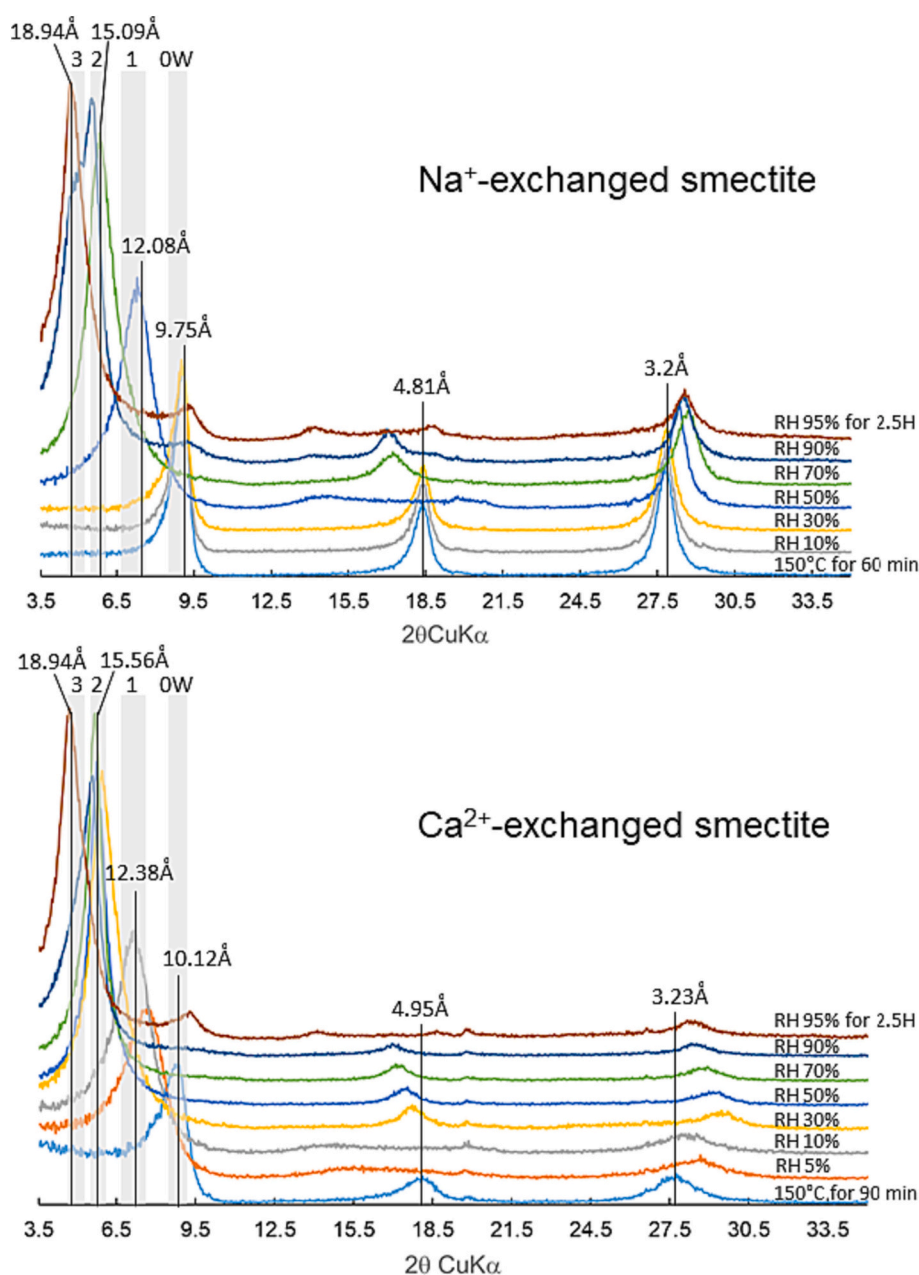 18.94Å 15.09Å
3 2 1 0W
Na⁺-exchanged smectite
12.08Å
9.75Å
4.81Å
3.2Å
RH 95% for 2.5H
RH 90%
RH 70%
RH 50%
RH 30%
RH 10%
150°C for 60 min
3.5 6.5 9.5 12.5 15.5 18.5 21.5 24.5 27.5 30.5 33.5
2θCuKα
18.94Å 15.56Å
3 2 1 0W
Ca²⁺-exchanged smectite
12.38Å
10.12Å
4.95Å
3.23Å
RH 95% for 2.5H
RH 90%
RH 70%
RH 50%
RH 30%
RH 10%
RH 5%
150°C for 90 min
3.5 6.5 9.5 12.5 15.5 18.5 21.5 24.5 27.5 30.5 33.5
2θ CuKα